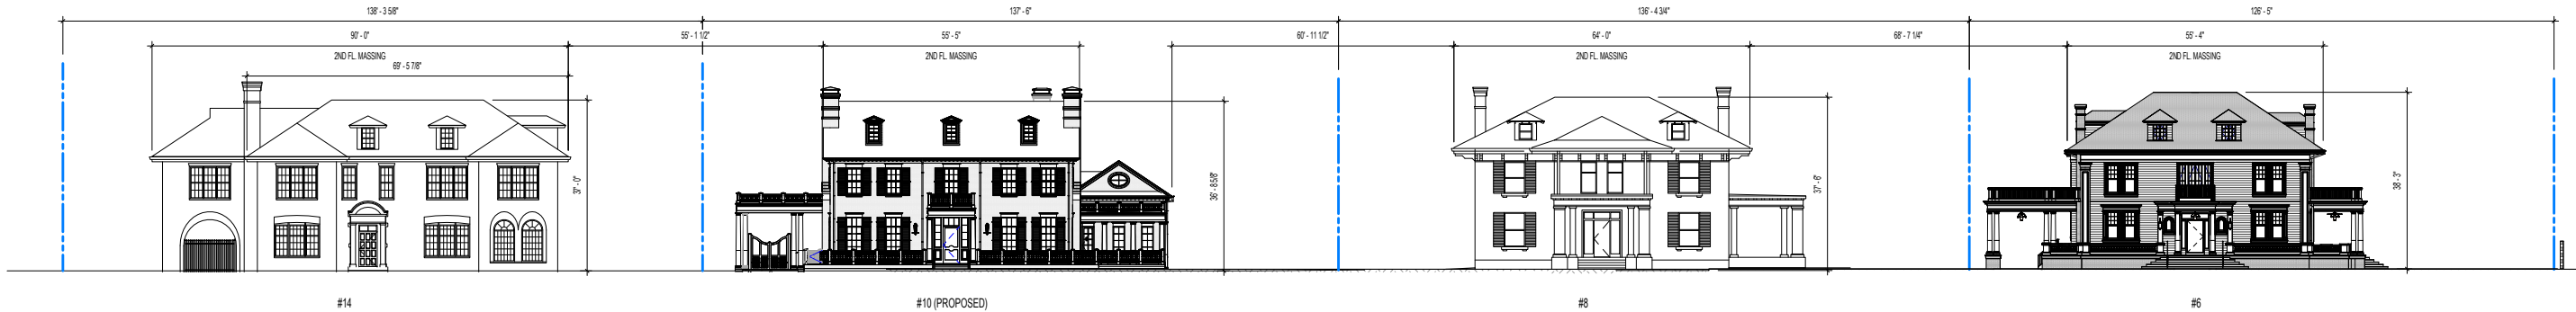 138' - 3 5/8"
137' - 6"
136' - 4 3/4"
126' - 5"
90' - 0"
55' - 1 1/2"
55' - 5"
60' - 11 1/2"
64' - 0"
68' - 7 1/4"
55' - 4"
2ND FL. MASSING
2ND FL. MASSING
2ND FL. MASSING
2ND FL. MASSING
69' - 5 7/8"
37' - 0"
36' - 8 5/8"
37' - 6"
38' - 3"
#14
#10 (PROPOSED)
#8
#6